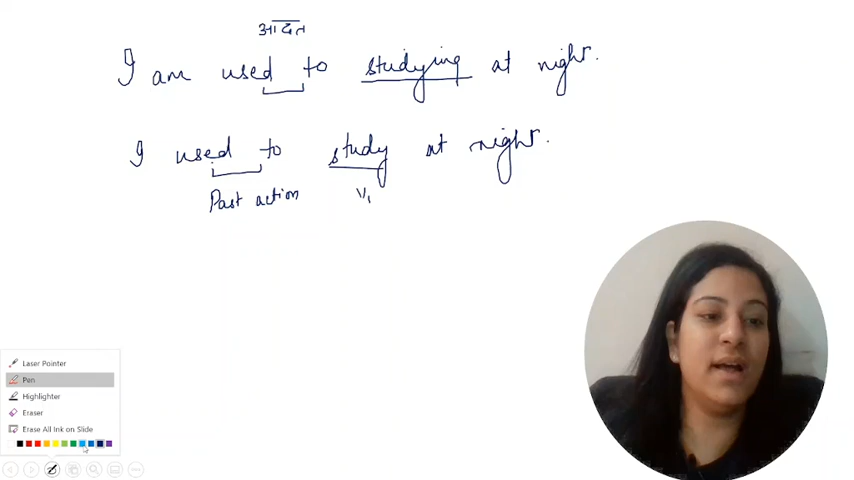 आदत
I am used to studying at night.
I used to study at night.
Past action V1
Laser Pointer
Pen
Highlighter
Eraser
Erase All Ink on Slide